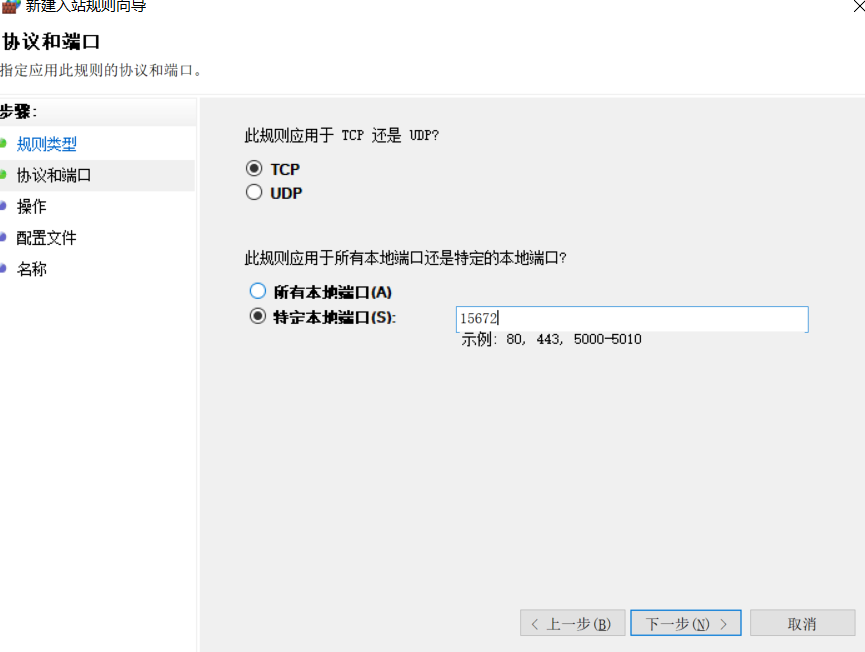 新建入站规则向导
协议和端口
指定应用此规则的协议和端口。
步骤:
规则类型
协议和端口
操作
配置文件
名称
此规则应用于 TCP 还是 UDP?
TCP
UDP
此规则应用于所有本地端口还是特定的本地端口?
所有本地端口(A)
特定本地端口(S):
15672
示例: 80, 443, 5000-5010
< 上一步(B)
下一步(N) >
取消